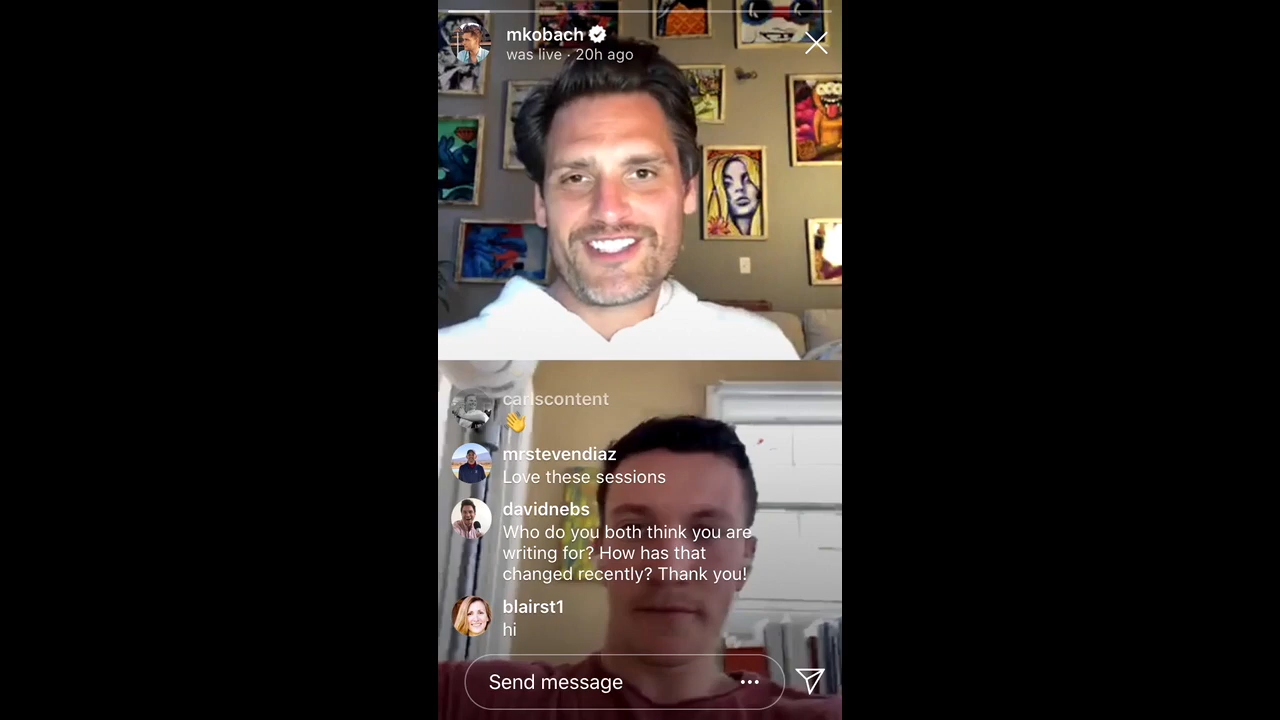 mkobach
was live · 20h ago
carlscontent
👋
mrstevendiaz
Love these sessions
davidnebs
Who do you both think you are
writing for? How has that
changed recently? Thank you!
blairst1
hi
Send message